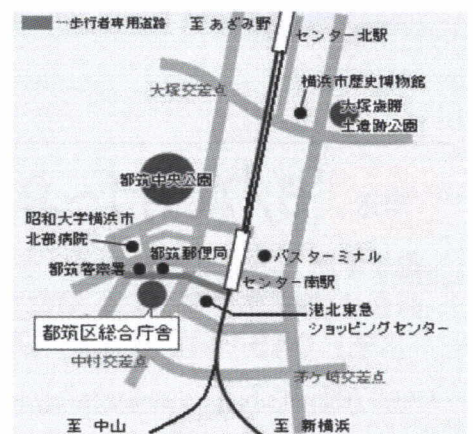 歩行者専用道路
至 あざみ野
センター北駅
横浜市歴史博物館
大塚交差点
大塚歳勝
土遺跡公園
都筑中央公園
昭和大学横浜市
北部病院
都筑郵便局
バスターミナル
都筑警察署
センター南駅
港北東急
ショッピングセンター
都筑区総合庁舎
中村交差点
茅ケ崎交差点
至 中山
至 新横浜